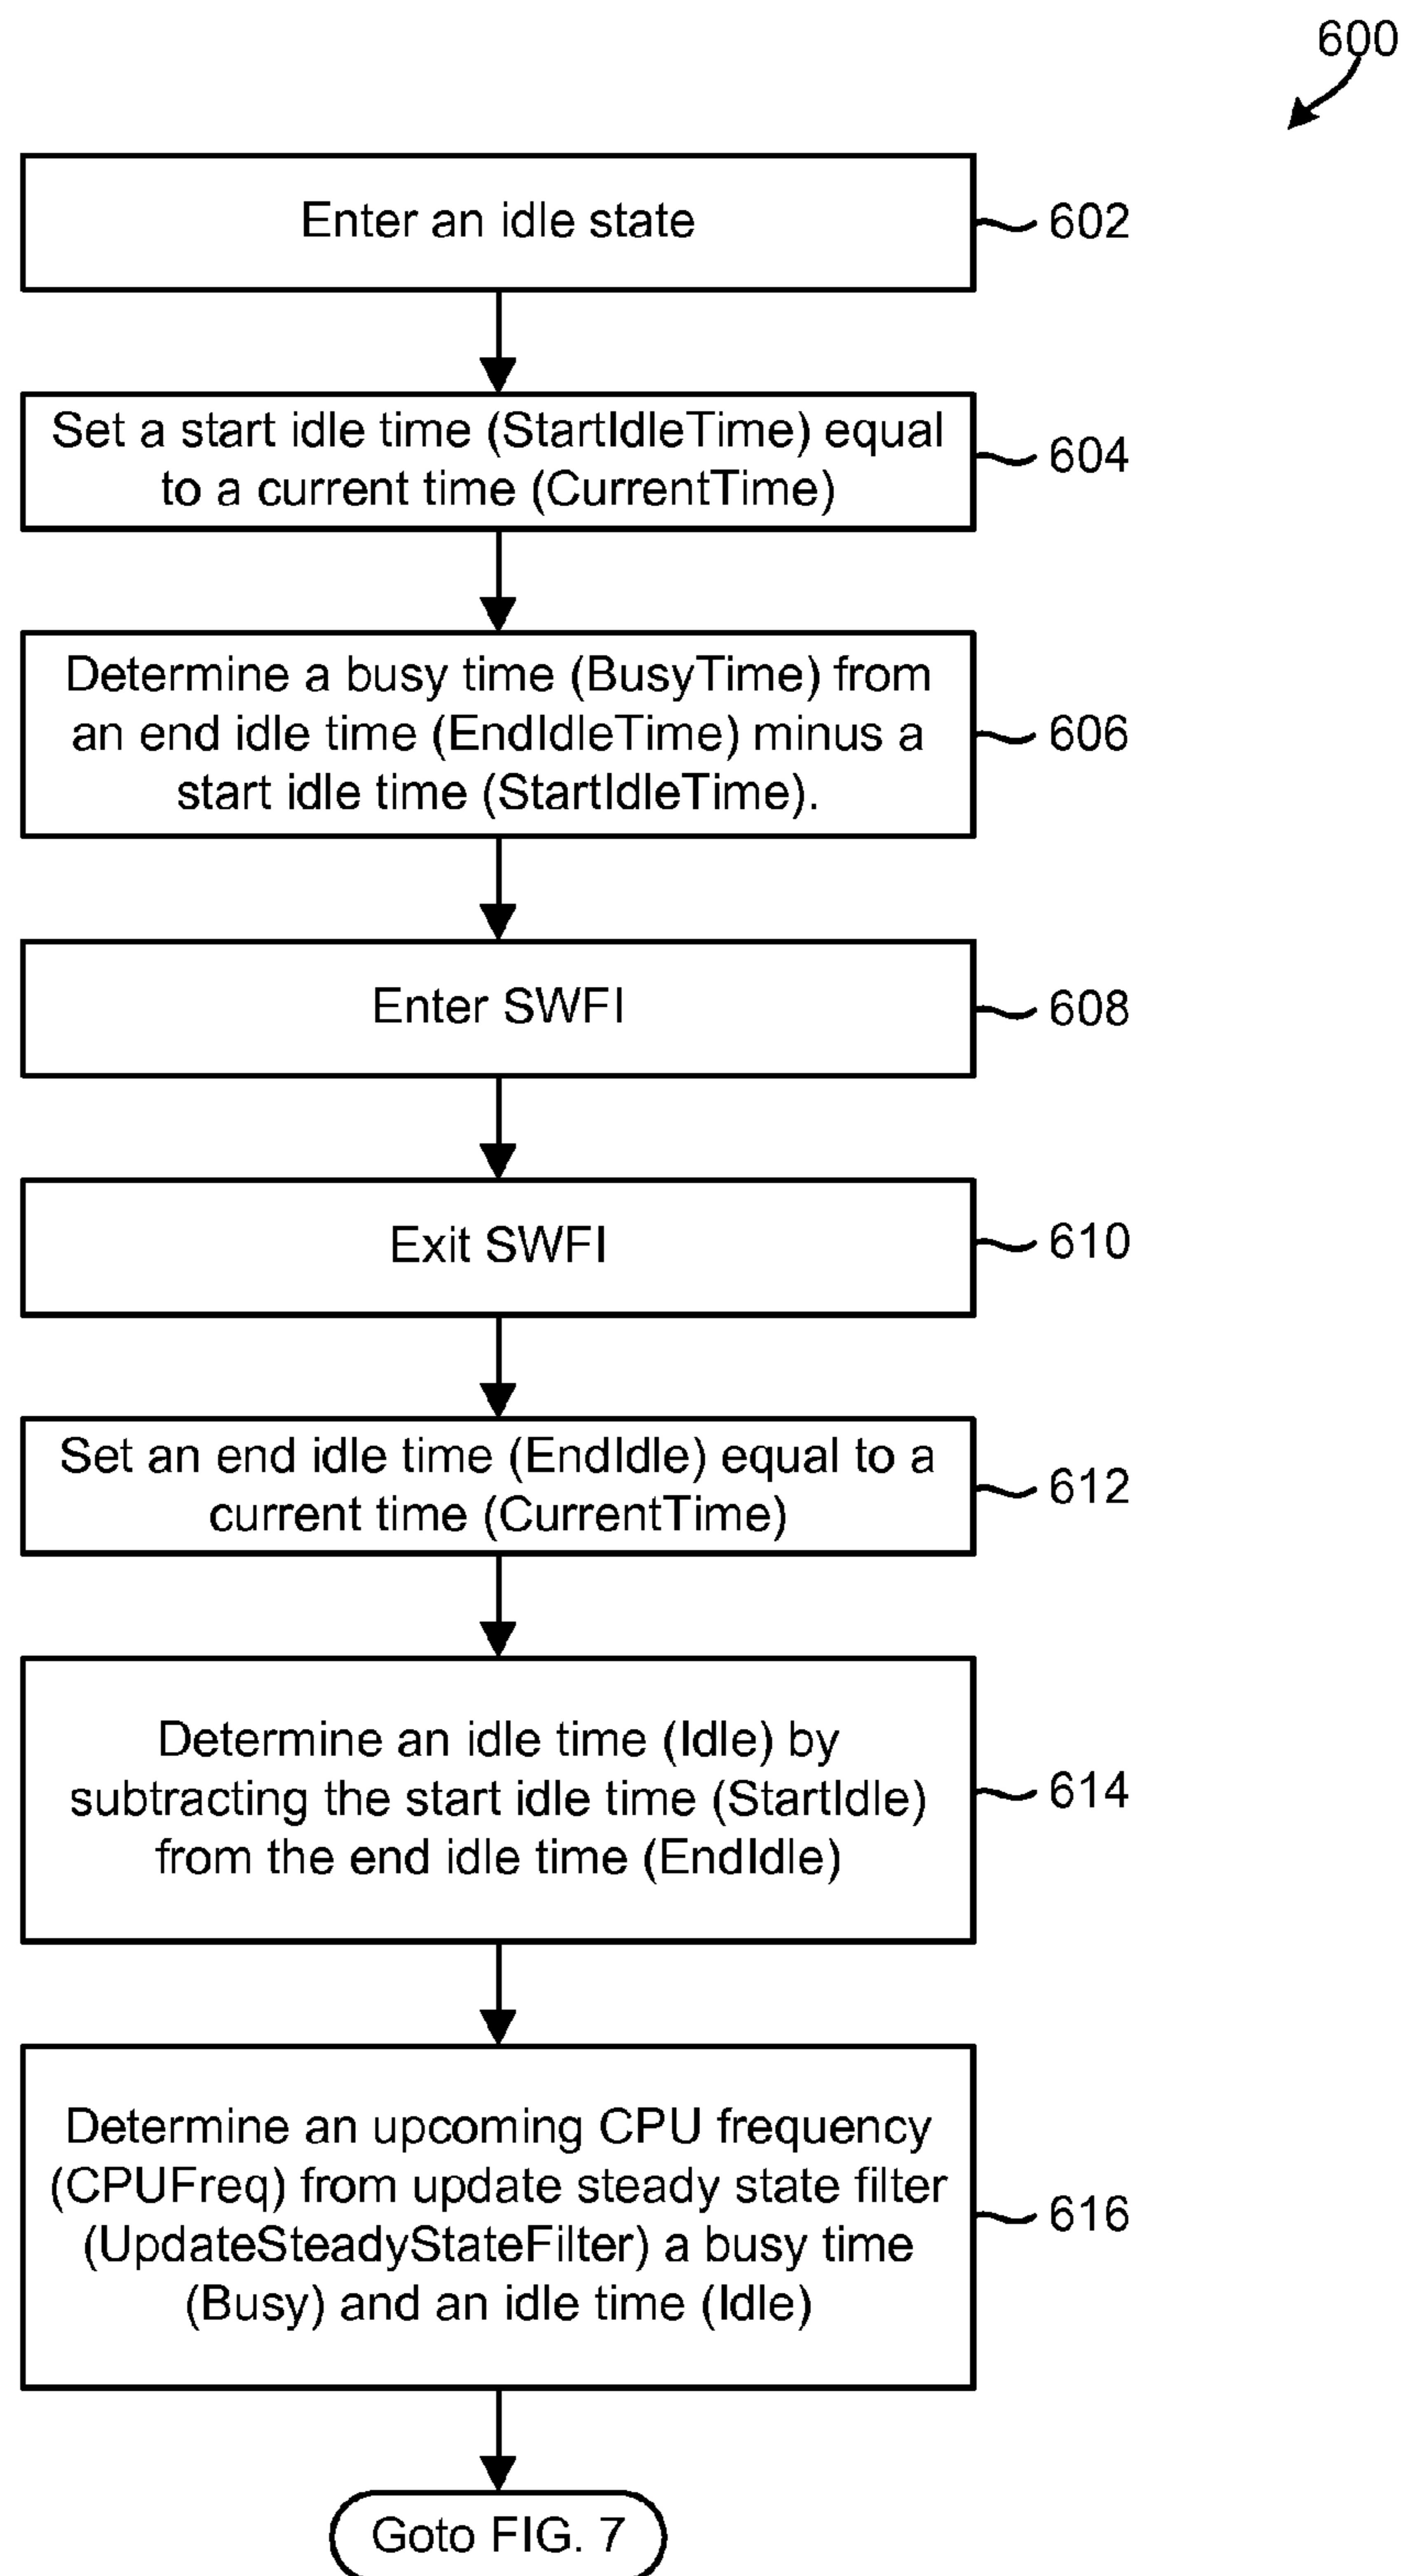 600
Enter an idle state
602
Set a start idle time (StartIdleTime) equal
to a current time (CurrentTime)
604
Determine a busy time (BusyTime) from
an end idle time (EndIdleTime) minus a
start idle time (StartIdleTime).
606
Enter SWFI
608
Exit SWFI
610
Set an end idle time (EndIdle) equal to a
current time (CurrentTime)
612
Determine an idle time (Idle) by
subtracting the start idle time (StartIdle)
from the end idle time (EndIdle)
614
Determine an upcoming CPU frequency
(CPUFreq) from update steady state filter
(UpdateSteadyStateFilter) a busy time
(Busy) and an idle time (Idle)
616
Goto FIG. 7